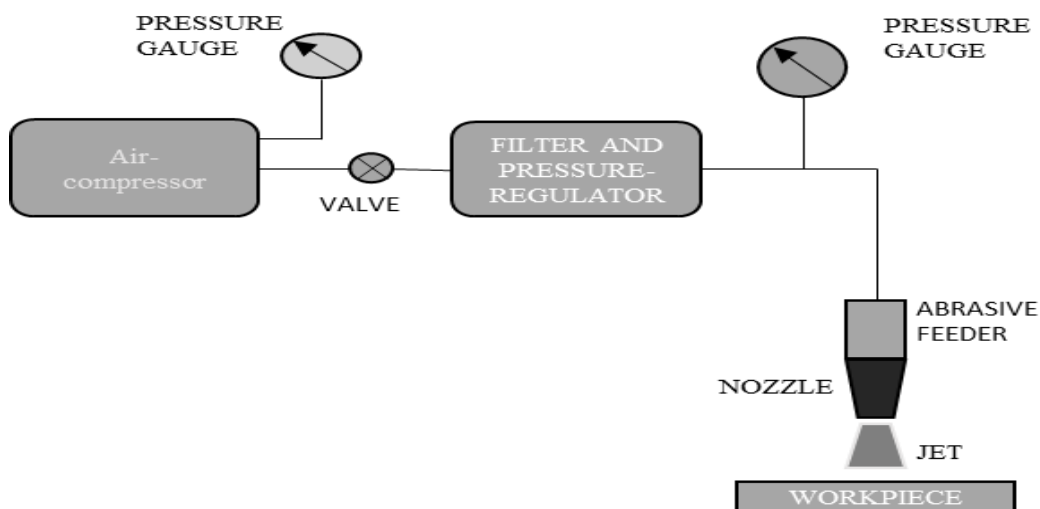 PRESSURE
GAUGE
PRESSURE
GAUGE
Air-
compressor
VALVE
FILTER AND
PRESSURE-
REGULATOR
ABRASIVE
FEEDER
NOZZLE
JET
WORKPIECE